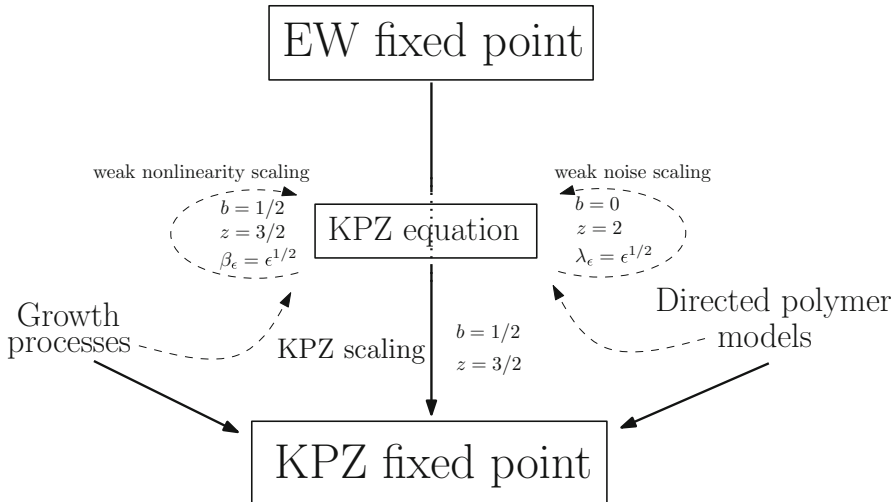 EW fixed point
weak nonlinearity scaling
b = 1/2
z = 3/2
β_ϵ = ϵ^{1/2}
KPZ equation
weak noise scaling
b = 0
z = 2
λ_ϵ = ϵ^{1/2}
Growth
processes
KPZ scaling
b = 1/2
z = 3/2
Directed polymer
models
KPZ fixed point